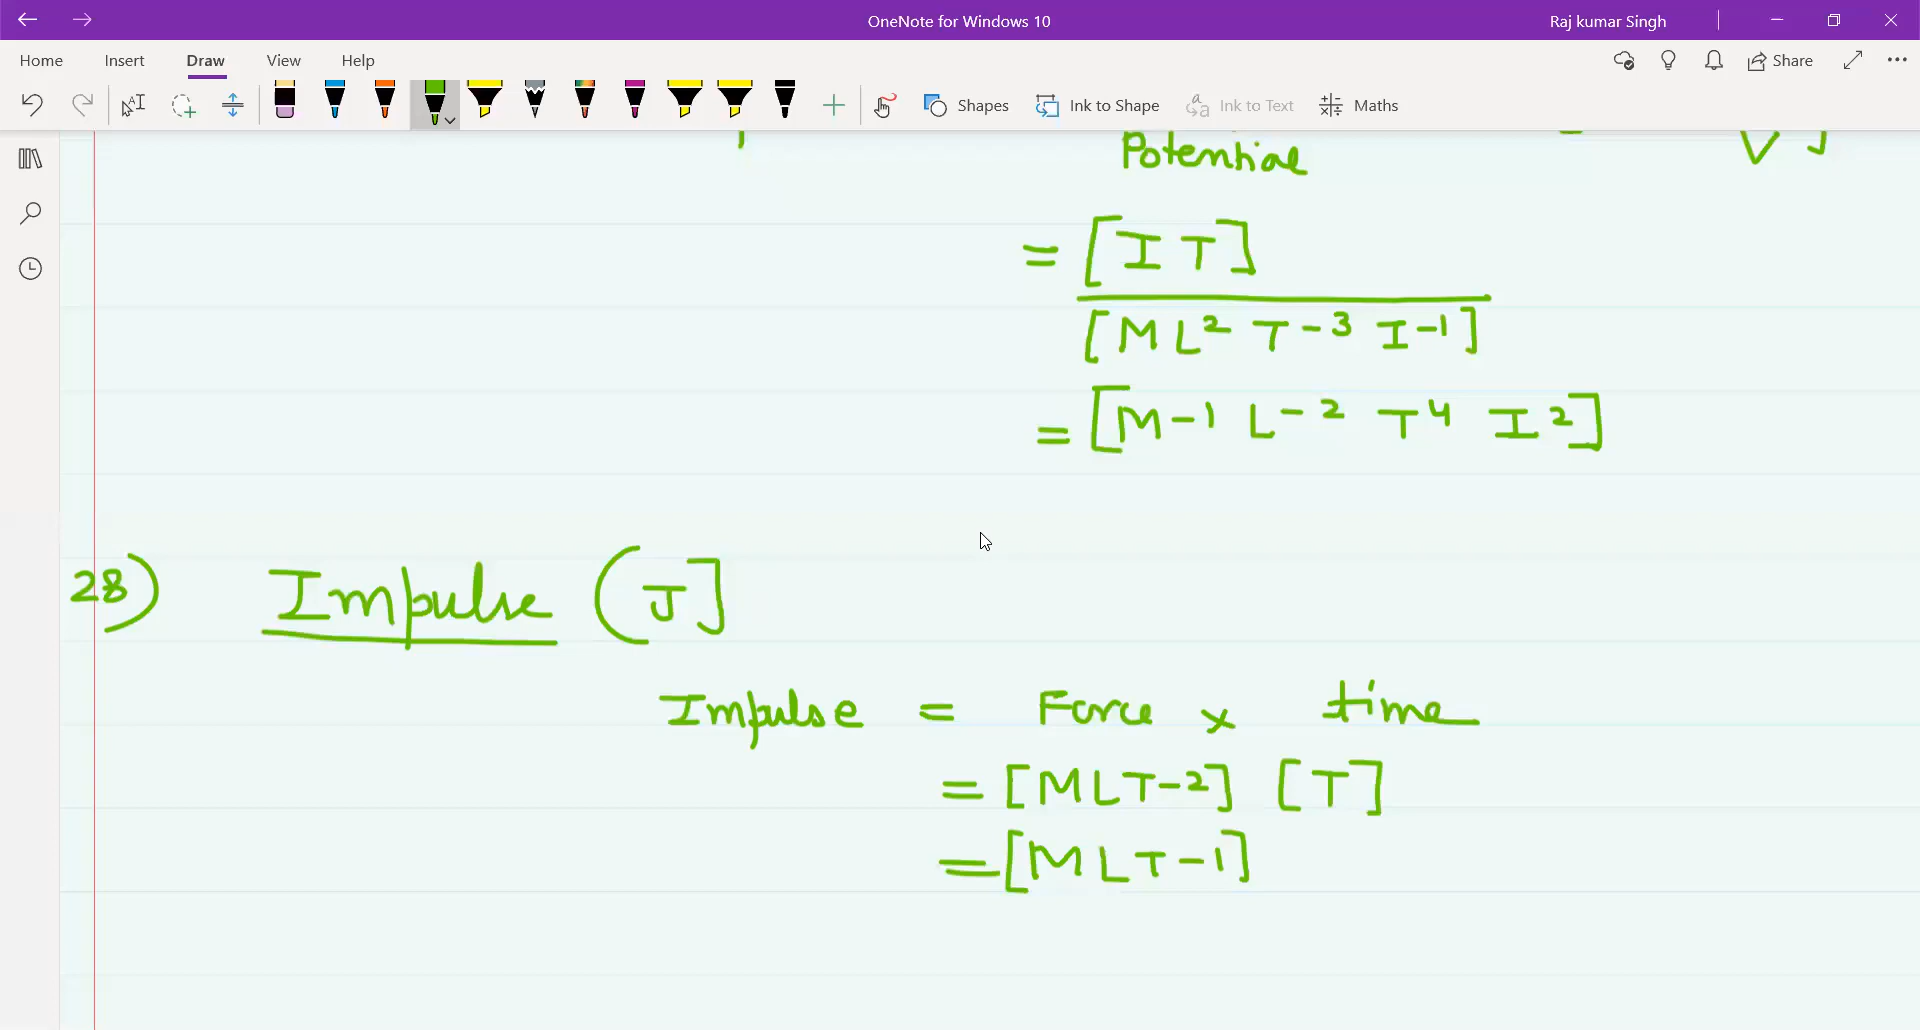 OneNote for Windows 10
Raj kumar Singh
Home Insert Draw View Help Share
Shapes Ink to Shape Ink to Text Maths
Potential V ]
= [ I T ]
[ M L² T-3 I-1 ]
= [ M-1 L-2 T4 I2 ]
28) Impulse (J]
Impulse = Force x time
= [MLT-2] [T]
= [MLT-1]